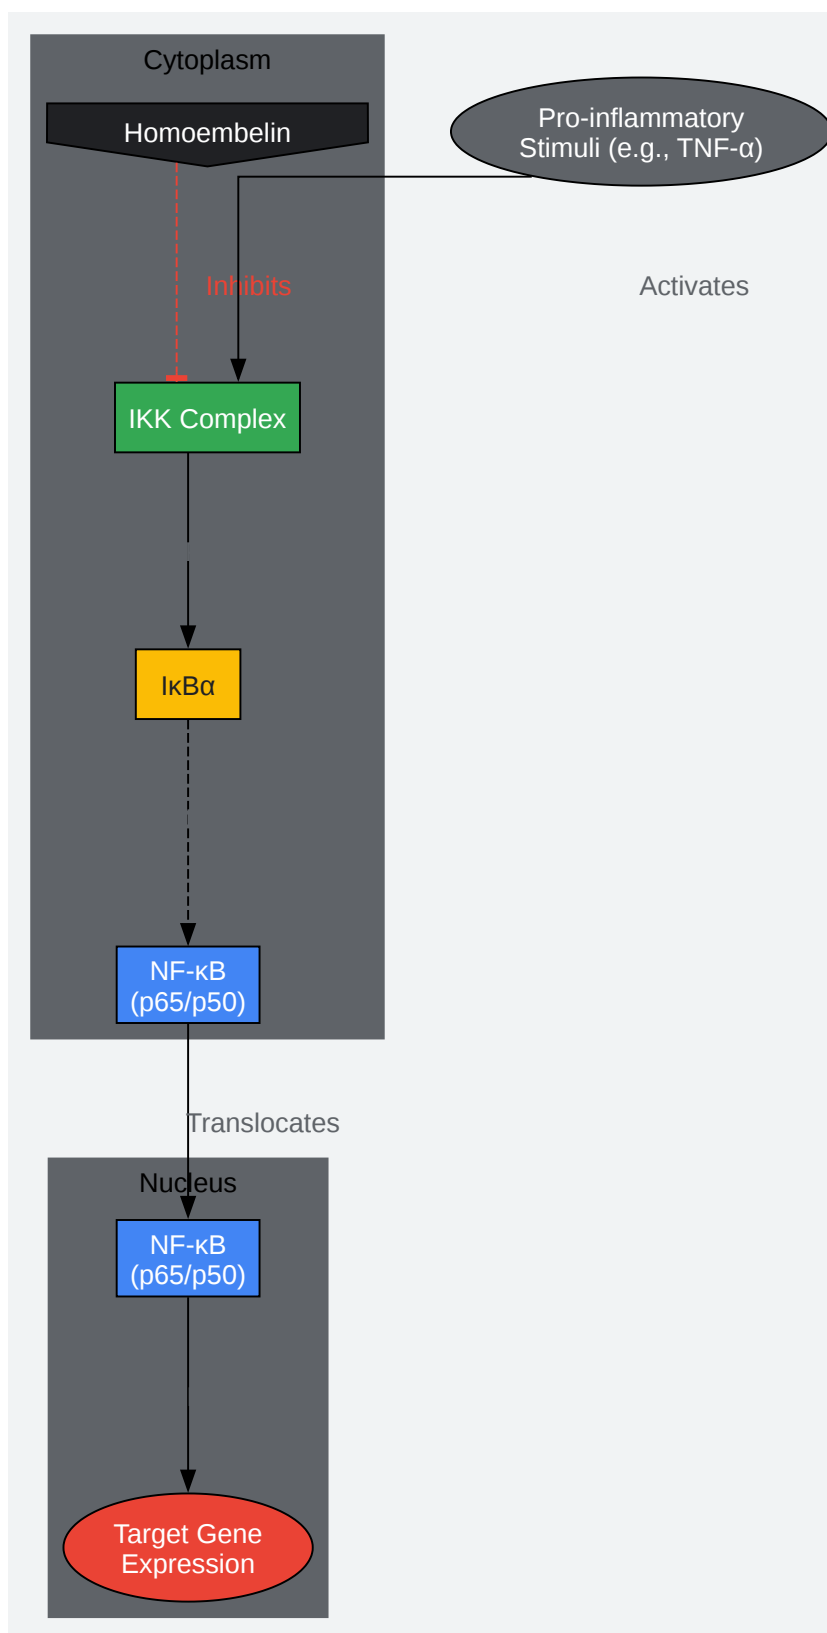 Cytoplasm
Homoembelin
Pro-inflammatory
Stimuli (e.g., TNF-α)
Inhibits
Activates
IKK Complex
IκBα
NF-κB
(p65/p50)
Translocates
Nucleus
NF-κB
(p65/p50)
Target Gene
Expression